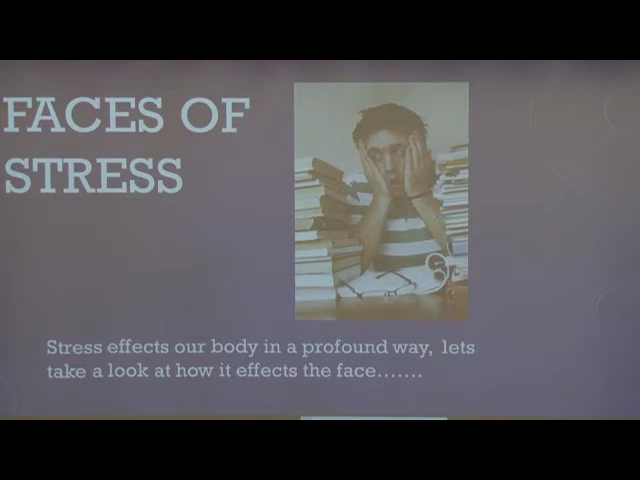 FACES OF
STRESS
Stress effects our body in a profound way, lets
take a look at how it effects the face.......